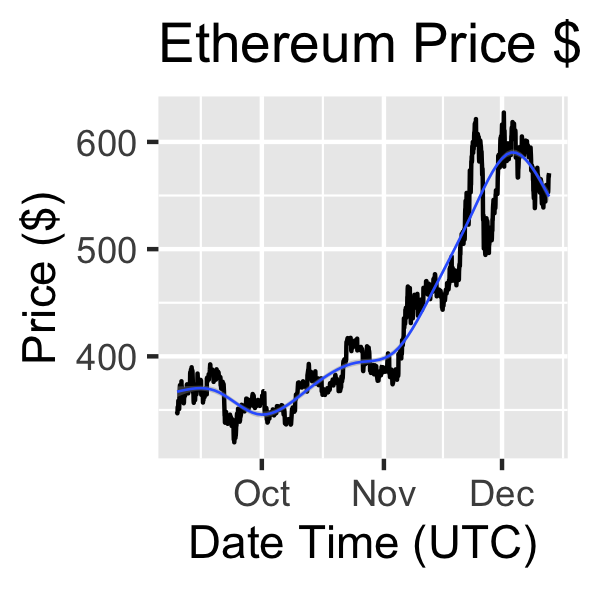 Ethereum Price $
Price ($)
600
500
400
Oct Nov Dec
Date Time (UTC)